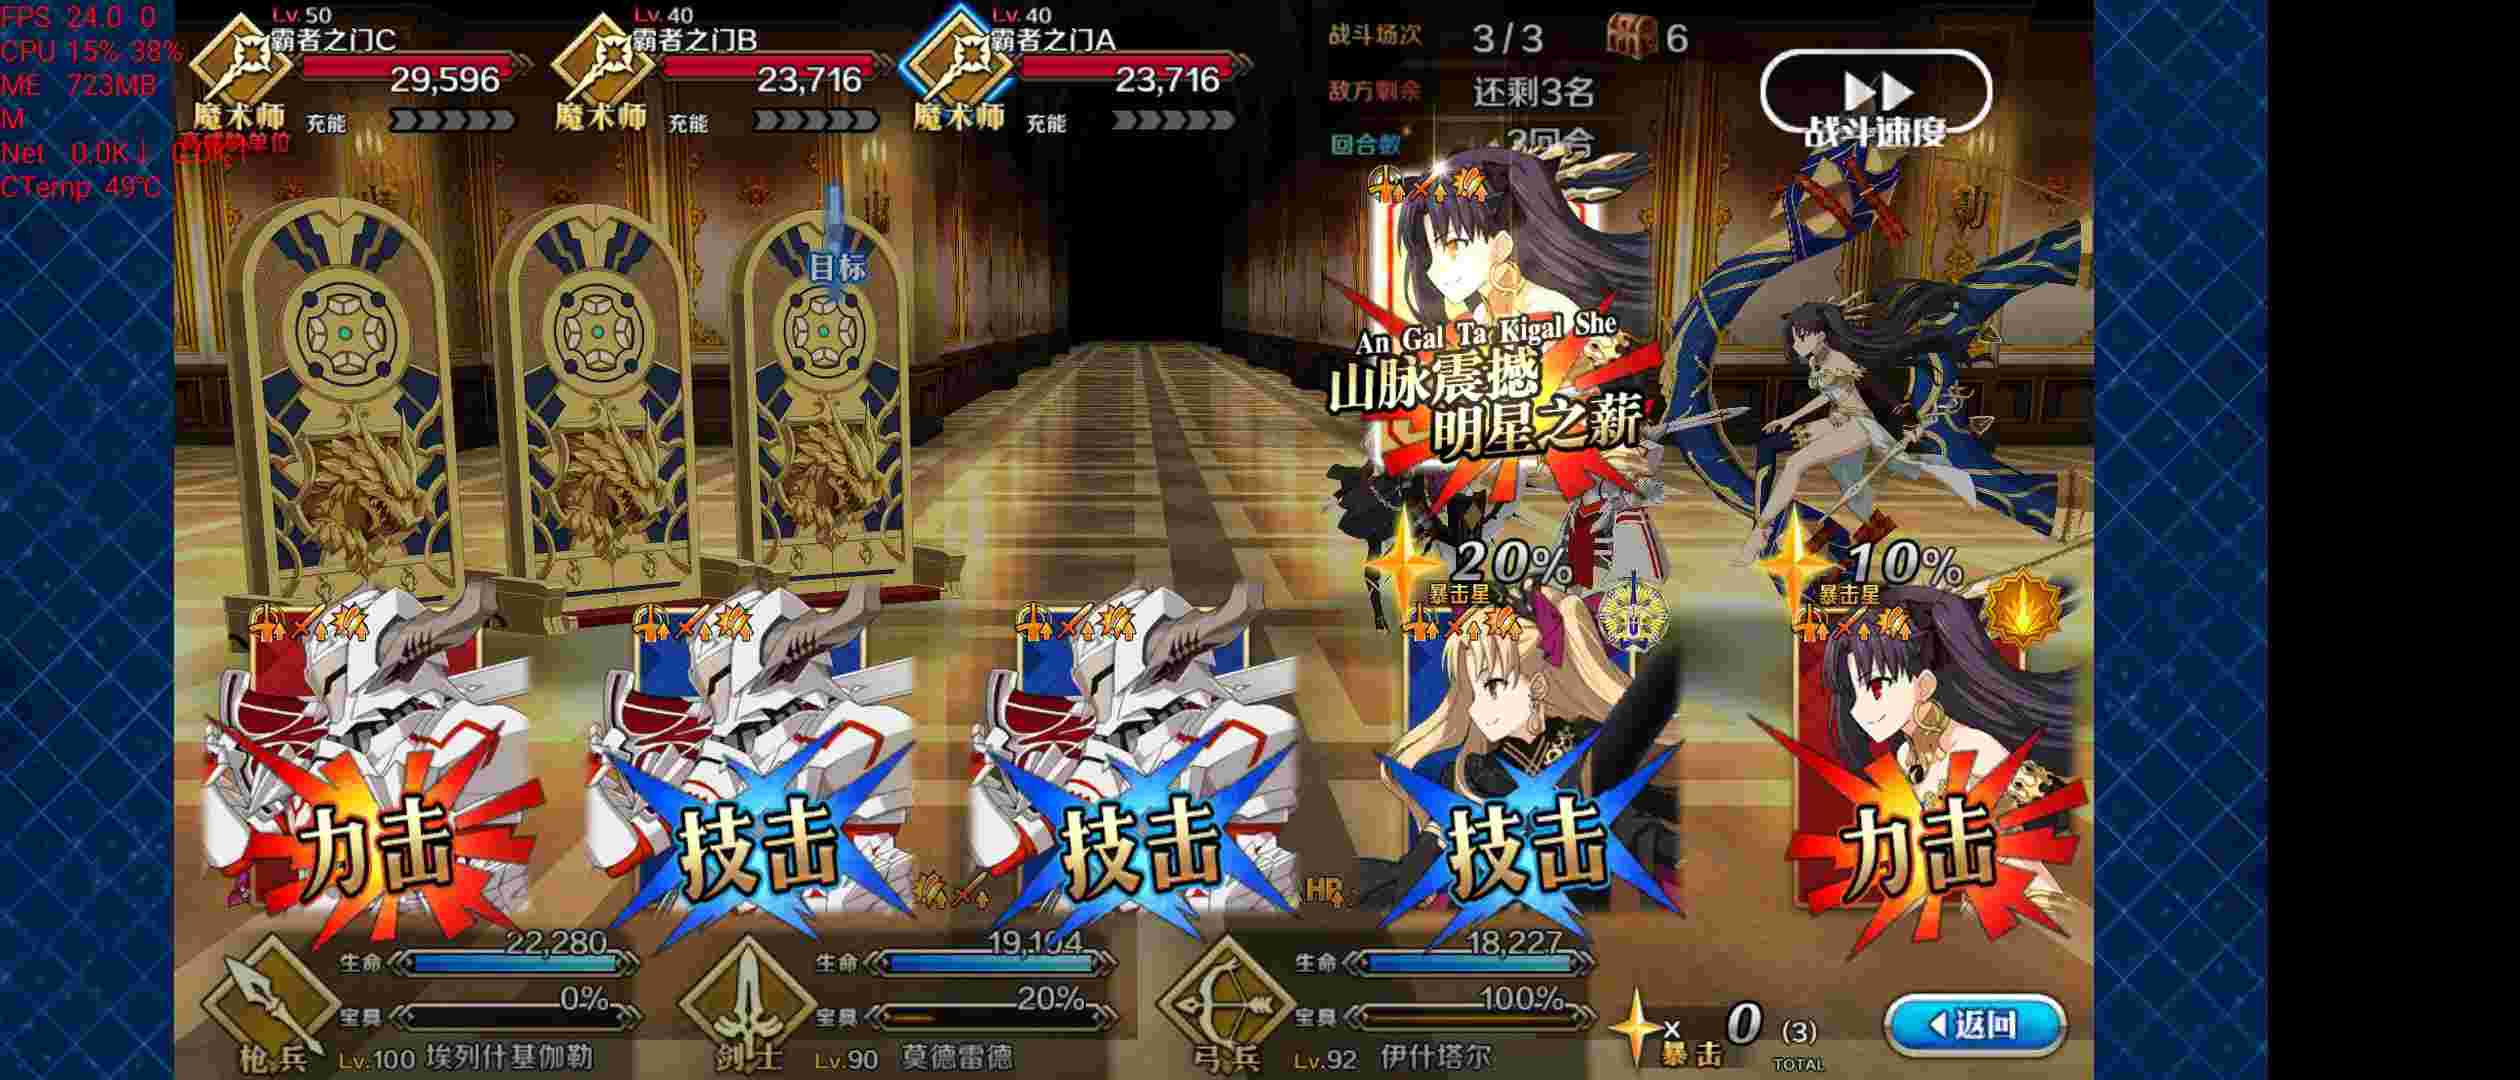 FPS 24.0 0
CPU 15% 38%
ME 723MB
M
Net 0.0K↓
CTemp 49℃
Lv.50
霸者之门C
29,596
魔术师 充能
Lv.40
霸者之门B
23,716
魔术师 充能
Lv.40
霸者之门A
23,716
魔术师 充能
战斗场次 3/3 6
敌方剩余 还剩3名
回合数
战斗速度
目标
An Gal Ta Kigal She
山脉震撼
明星之薪
20%
暴击星
10%
暴击星
力击
技击
技击
技击
力击
HP
生命 22,280
宝具 0%
枪兵 Lv.100 埃列什基伽勒
生命 19,104
宝具 20%
剑士 Lv.90 莫德雷德
生命 18,227
宝具 100%
弓兵 Lv.92 伊什塔尔
x 0 (3)
暴击 TOTAL
返回